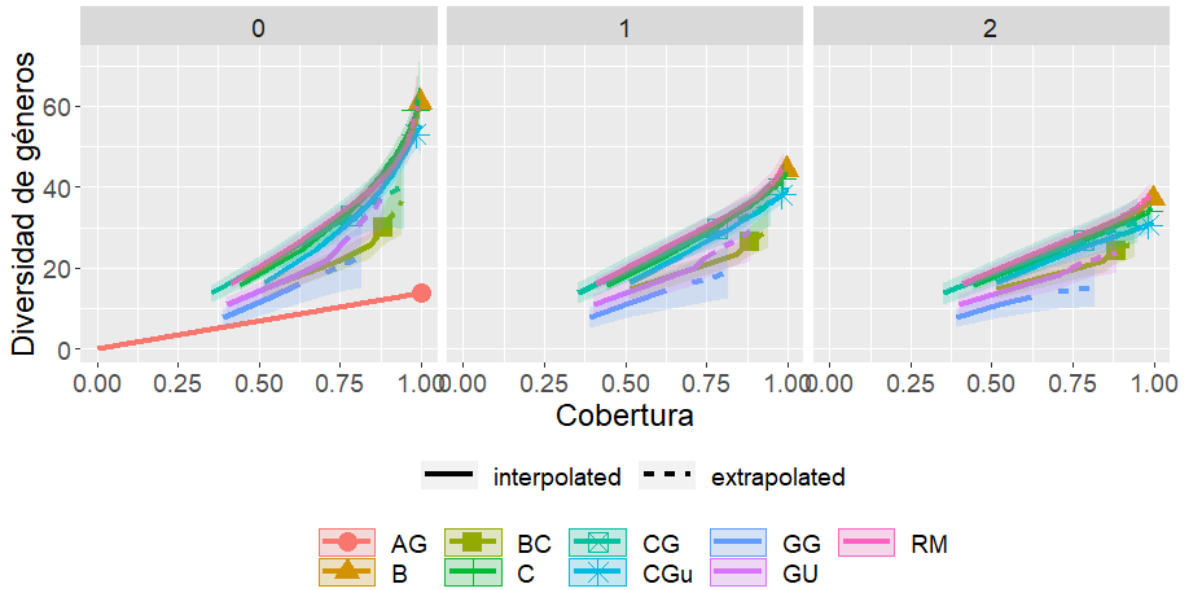 0 1 2
Diversidad de géneros
60
40
20
0
0.00 0.25 0.50 0.75 1.00 0.00 0.25 0.50 0.75 1.00 0.00 0.25 0.50 0.75 1.00
Cobertura
interpolated extrapolated
AG BC CG GG RM
B C CGu GU